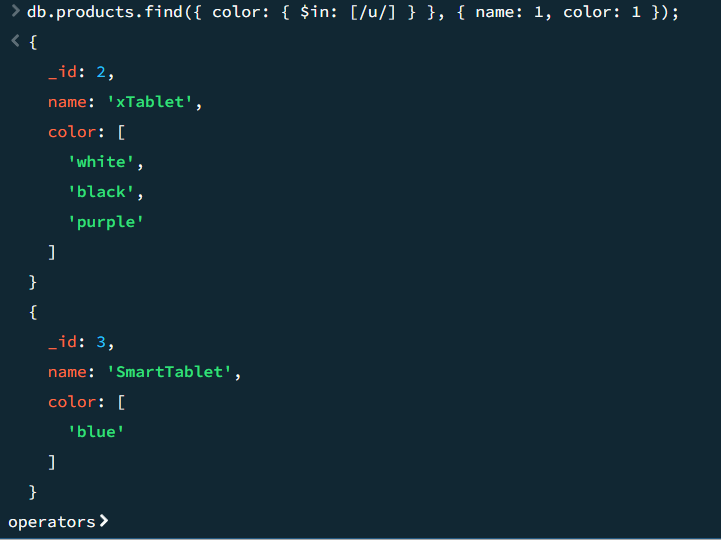 > db.products.find({ color: { $in: [/u/] } }, { name: 1, color: 1 });
< {
_id: 2,
name: 'xTablet',
color: [
'white',
'black',
'purple'
]
}
{
_id: 3,
name: 'SmartTablet',
color: [
'blue'
]
}
operators>